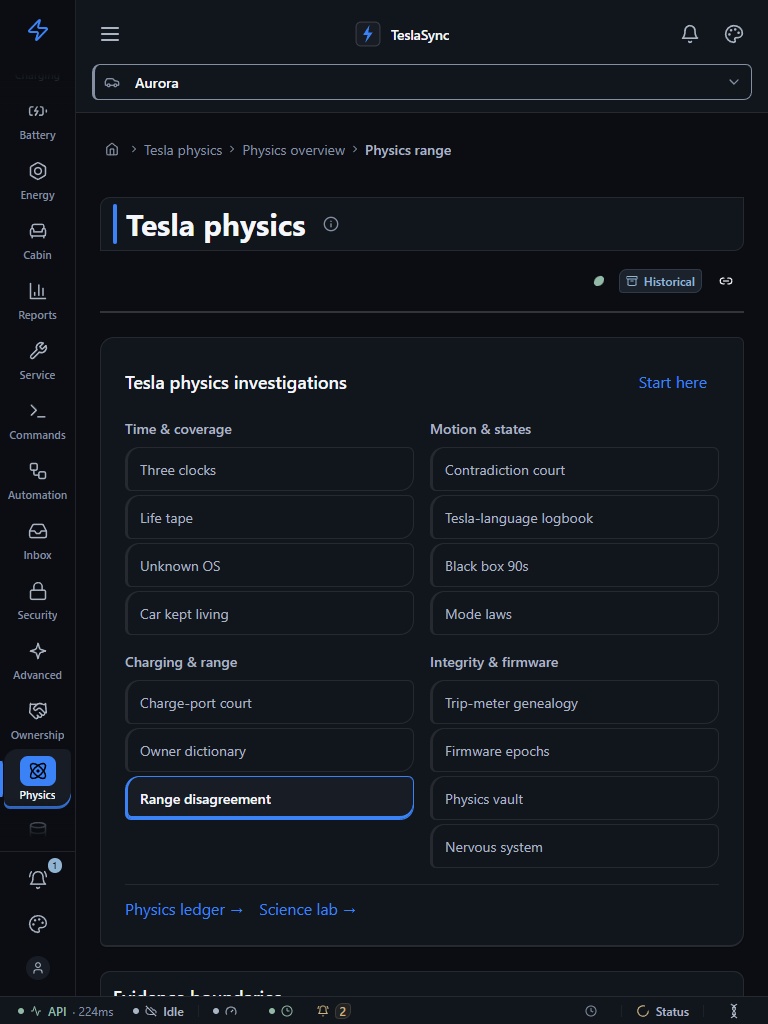 TeslaSync
Aurora
Charging
Battery
Energy
Cabin
Reports
Service
Commands
Automation
Inbox
Security
Advanced
Ownership
Physics
1
Tesla physics > Physics overview > Physics range
Tesla physics
Historical
Tesla physics investigations
Start here
Time & coverage
Three clocks
Life tape
Unknown OS
Car kept living
Motion & states
Contradiction court
Tesla-language logbook
Black box 90s
Mode laws
Charging & range
Charge-port court
Owner dictionary
Range disagreement
Integrity & firmware
Trip-meter genealogy
Firmware epochs
Physics vault
Nervous system
Physics ledger → Science lab →
Evidence boundaries
API · 224ms Idle 2 Status